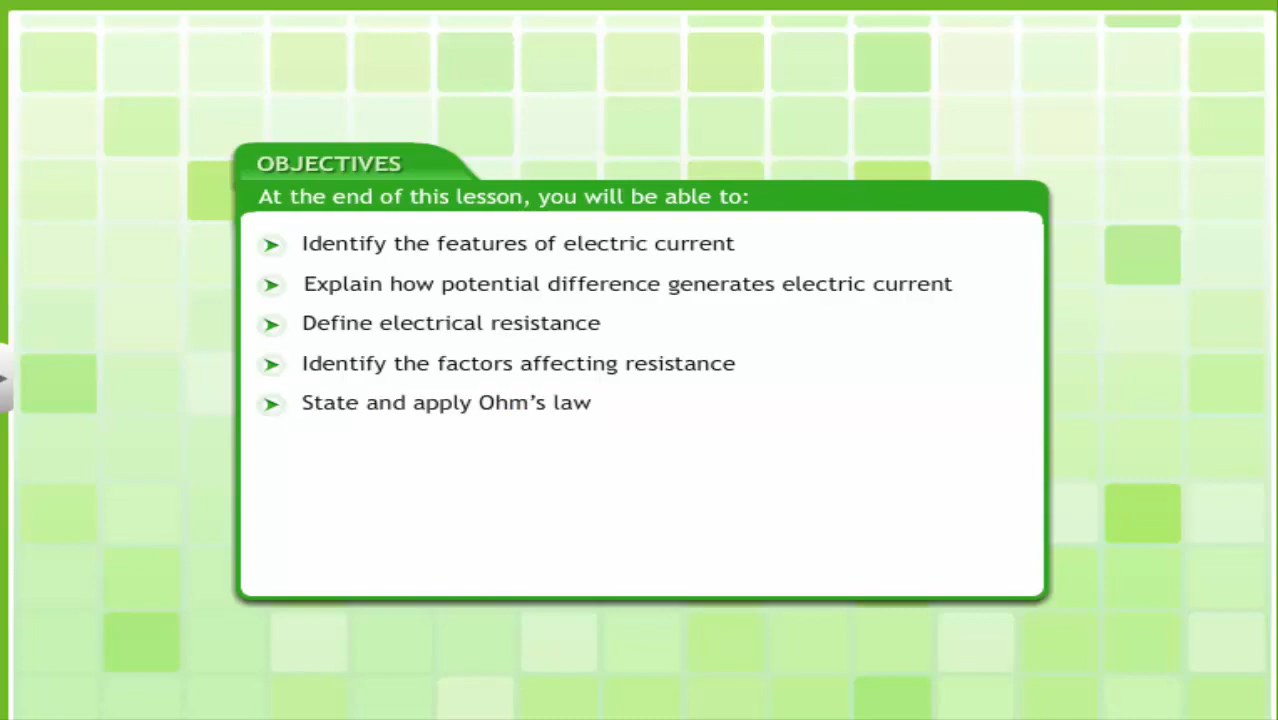 OBJECTIVES
At the end of this lesson, you will be able to:
Identify the features of electric current
Explain how potential difference generates electric current
Define electrical resistance
Identify the factors affecting resistance
State and apply Ohm’s law